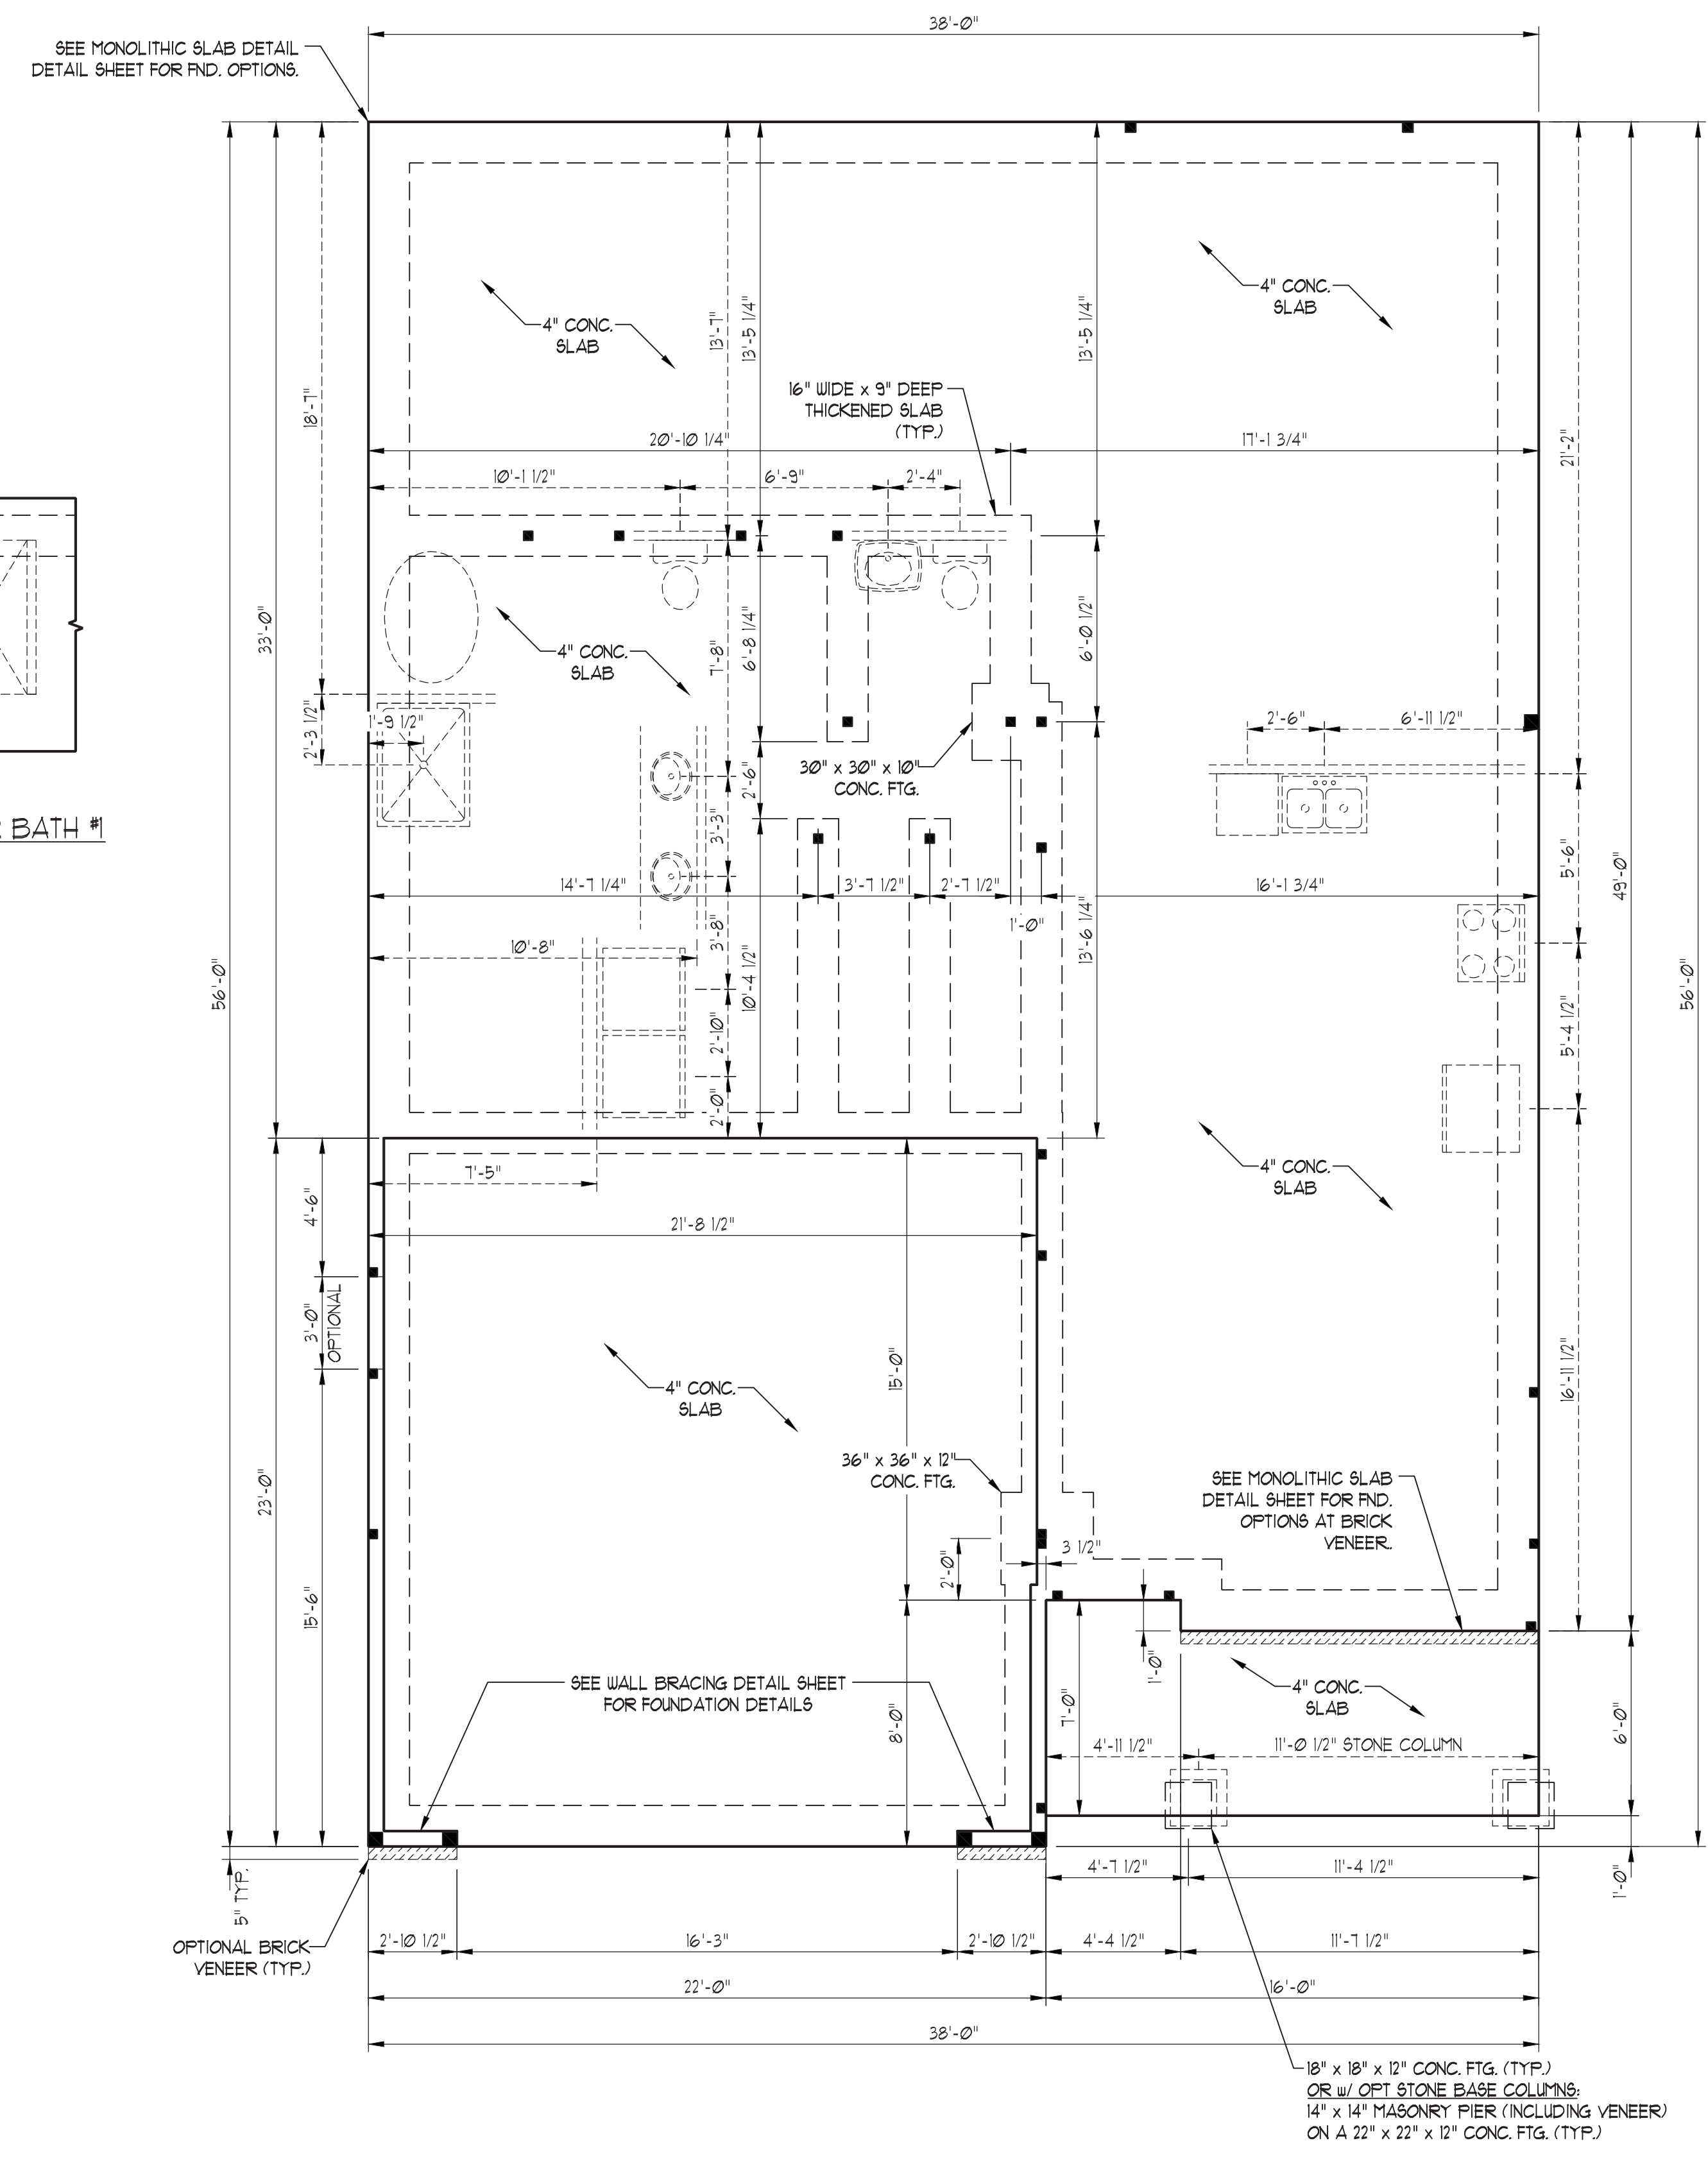 38'-0"
SEE MONOLITHIC SLAB DETAIL
DETAIL SHEET FOR FND. OPTIONS.
4" CONC.
SLAB
4" CONC.
SLAB
13'-7"
13'-5 1/4"
13'-5 1/4"
18'-7"
16" WIDE x 9" DEEP
THICKENED SLAB
(TYP.)
20'-10 1/4"
17'-1 3/4"
21'-2"
10'-1 1/2"
6'-9"
2'-4"
33'-0"
4" CONC.
SLAB
7'-8"
6'-8 1/4"
6'-0 1/2"
1'-9 1/2"
2'-3 1/2"
2'-6"
6'-11 1/2"
30" x 30" x 10"
CONC. FTG.
2'-6"
R BATH #1
3'-3"
5'-6"
49'-0"
14'-7 1/4"
3'-7 1/2"
2'-7 1/2"
16'-1 3/4"
1'-0"
13'-6 1/4"
10'-8"
3'-8"
10'-4 1/2"
56'-0"
56'-0"
2'-10"
5'-4 1/2"
2'-0"
7'-5"
4" CONC.
SLAB
4'-6"
21'-8 1/2"
3'-0"
OPTIONAL
15'-0"
16'-11 1/2"
4" CONC.
SLAB
36" x 36" x 12"
CONC. FTG.
SEE MONOLITHIC SLAB
DETAIL SHEET FOR FND.
OPTIONS AT BRICK
VENEER.
23'-0"
3 1/2"
2'-0"
15'-6"
1'-0"
SEE WALL BRACING DETAIL SHEET
FOR FOUNDATION DETAILS
4" CONC.
SLAB
7'-0"
8'-0"
6'-0"
4'-11 1/2"
11'-0 1/2" STONE COLUMN
4'-7 1/2"
11'-4 1/2"
1'-0"
5" TYP.
OPTIONAL BRICK
VENEER (TYP.)
2'-10 1/2"
16'-3"
2'-10 1/2"
4'-4 1/2"
11'-7 1/2"
22'-0"
16'-0"
38'-0"
18" x 18" x 12" CONC. FTG. (TYP.)
OR w/ OPT STONE BASE COLUMNS:
14" x 14" MASONRY PIER (INCLUDING VENEER)
ON A 22" x 22" x 12" CONC. FTG. (TYP.)